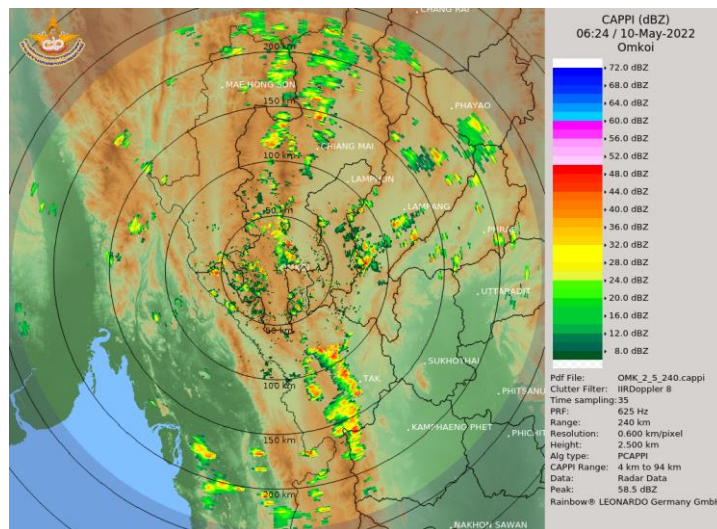 CHANG RAI
200 km
MAE HONG SON
150 km
PHAYAO
CHIANG MAI
100 km
LAMPHUN
50 km
LAMPANG
PHRAE
UTTARADIT
50 km
SUKHOTHAI
100 km
TAK
PHITSANU
KAMPHAENG PHET
PHICHIT
150 km
200 km
NAKHON SAWAN
CAPPI (dBZ)
06:24 / 10-May-2022
Omkoi
72.0 dBZ
68.0 dBZ
64.0 dBZ
60.0 dBZ
56.0 dBZ
52.0 dBZ
48.0 dBZ
44.0 dBZ
40.0 dBZ
36.0 dBZ
32.0 dBZ
28.0 dBZ
24.0 dBZ
20.0 dBZ
16.0 dBZ
12.0 dBZ
8.0 dBZ
Pdf File: OMK_2_5_240.cappi
Clutter Filter: IIRDoppler 8
Time sampling: 35
PRF: 625 Hz
Range: 240 km
Resolution: 0.600 km/pixel
Height: 2.500 km
Alg type: PCAPPI
CAPPI Range: 4 km to 94 km
Data: Radar Data
Peak: 58.5 dBZ
Rainbow® LEONARDO Germany GmbH